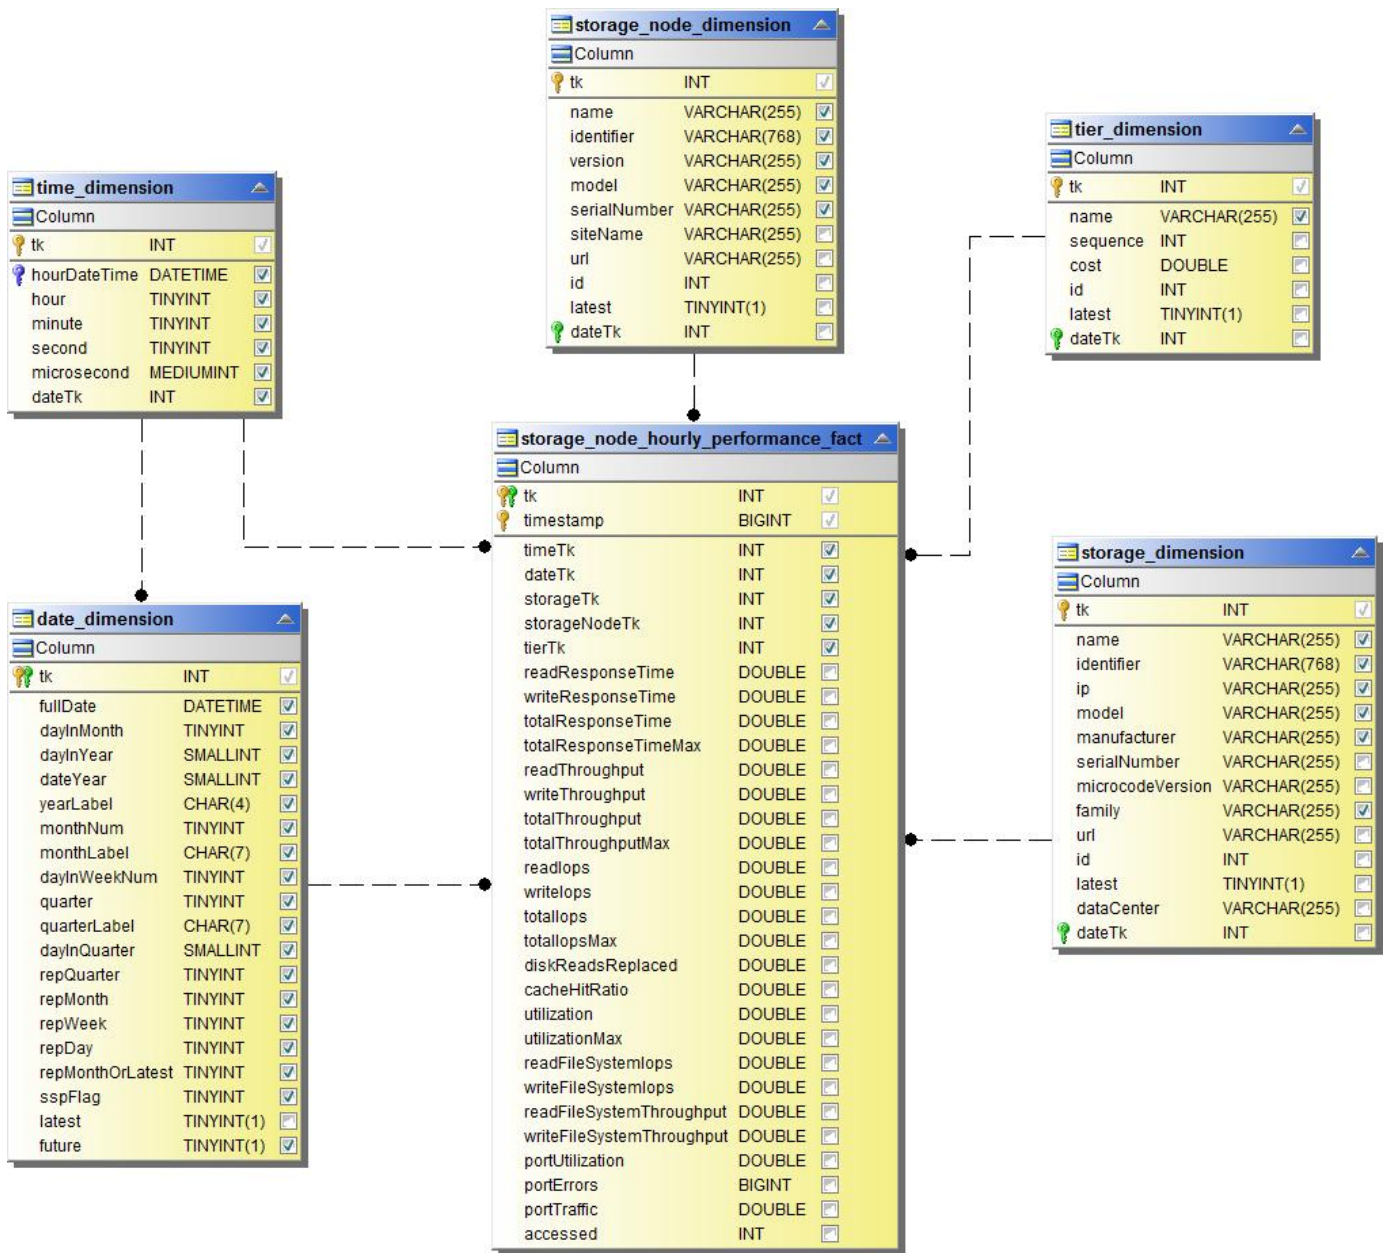 storage_node_dimension
Column
tk INT
name VARCHAR(255)
identifier VARCHAR(768)
version VARCHAR(255)
model VARCHAR(255)
serialNumber VARCHAR(255)
siteName VARCHAR(255)
url VARCHAR(255)
id INT
latest TINYINT(1)
dateTk INT
tier_dimension
Column
tk INT
name VARCHAR(255)
sequence INT
cost DOUBLE
id INT
latest TINYINT(1)
dateTk INT
time_dimension
Column
tk INT
hourDateTime DATETIME
hour TINYINT
minute TINYINT
second TINYINT
microsecond MEDIUMINT
dateTk INT
storage_node_hourly_performance_fact
Column
tk INT
timestamp BIGINT
timeTk INT
dateTk INT
storageTk INT
storageNodeTk INT
tierTk INT
readResponseTime DOUBLE
writeResponseTime DOUBLE
totalResponseTime DOUBLE
totalResponseTimeMax DOUBLE
readThroughput DOUBLE
writeThroughput DOUBLE
totalThroughput DOUBLE
totalThroughputMax DOUBLE
readIops DOUBLE
writeIops DOUBLE
totalIops DOUBLE
totalIopsMax DOUBLE
diskReadsReplaced DOUBLE
cacheHitRatio DOUBLE
utilization DOUBLE
utilizationMax DOUBLE
readFileSystemIops DOUBLE
writeFileSystemIops DOUBLE
readFileSystemThroughput DOUBLE
writeFileSystemThroughput DOUBLE
portUtilization DOUBLE
portErrors BIGINT
portTraffic DOUBLE
accessed INT
storage_dimension
Column
tk INT
name VARCHAR(255)
identifier VARCHAR(768)
ip VARCHAR(255)
model VARCHAR(255)
manufacturer VARCHAR(255)
serialNumber VARCHAR(255)
microcodeVersion VARCHAR(255)
family VARCHAR(255)
url VARCHAR(255)
id INT
latest TINYINT(1)
dataCenter VARCHAR(255)
dateTk INT
date_dimension
Column
tk INT
fullDate DATETIME
dayInMonth TINYINT
dayInYear SMALLINT
dateYear SMALLINT
yearLabel CHAR(4)
monthNum TINYINT
monthLabel CHAR(7)
dayInWeekNum TINYINT
quarter TINYINT
quarterLabel CHAR(7)
dayInQuarter SMALLINT
repQuarter TINYINT
repMonth TINYINT
repWeek TINYINT
repDay TINYINT
repMonthOrLatest TINYINT
sspFlag TINYINT
latest TINYINT(1)
future TINYINT(1)